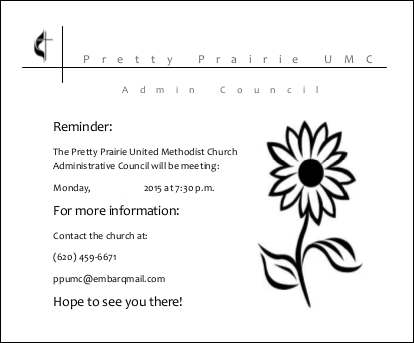 Pretty Prairie UMC
Admin Council
Reminder:
The Pretty Prairie United Methodist Church
Administrative Council will be meeting:
Monday, 2015 at 7:30 p.m.
For more information:
Contact the church at:
(620) 459-6671
ppumc@embarqmail.com
Hope to see you there!